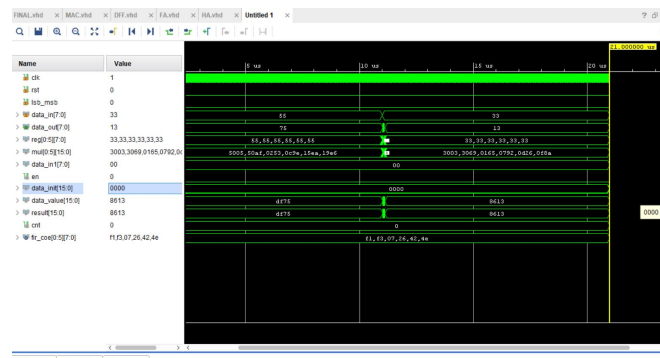 FINAL.vhd × MAC.vhd × DFF.vhd × FA.vhd × HA.vhd × Untitled 1 ×
21.000000 us
Name Value
5 us 10 us 15 us 20 us
clk 1
rst 0
lsb_msb 0
data_in[7:0] 33 55 33
data_out[7:0] 13 75 13
reg[0:5][7:0] 33,33,33,33,33,33 55,55,55,55,55,55 33,33,33,33,33,33
mul[0:5][15:0] 3003,3069,0165,0792,0d 5005,50af,0253,0c9e,15ea,19e6 3003,3069,0165,0792,0d26,0f8a
data_in1[7:0] 00 00
en 0
data_init[15:0] 0000 0000
data_value[15:0] 8613 df75 8613
result[15:0] 8613 df75 8613 0000
cnt 0 0
fir_coe[0:5][7:0] f1,f3,07,26,42,4e f1,f3,07,26,42,4e